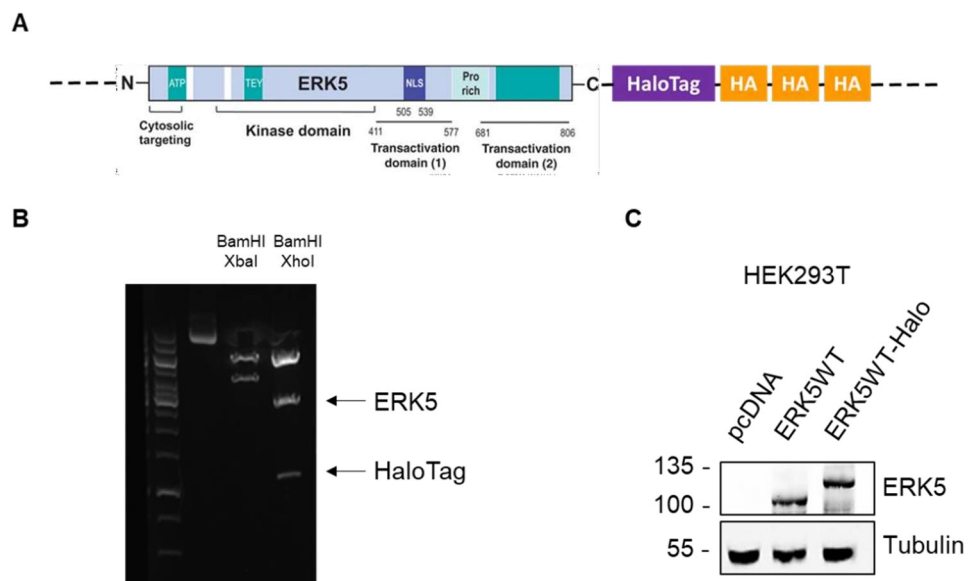 A
N
ATP
TEY
ERK5
NLS
Pro
rich
C
HaloTag
HA
HA
HA
505
539
Cytosolic
targeting
Kinase domain
411
577
681
806
Transactivation
domain (1)
Transactivation
domain (2)
B
BamHI
XbaI
BamHI
XhoI
ERK5
HaloTag
C
HEK293T
pcDNA
ERK5WT
ERK5WT-Halo
135 -
100 -
ERK5
55 -
Tubulin